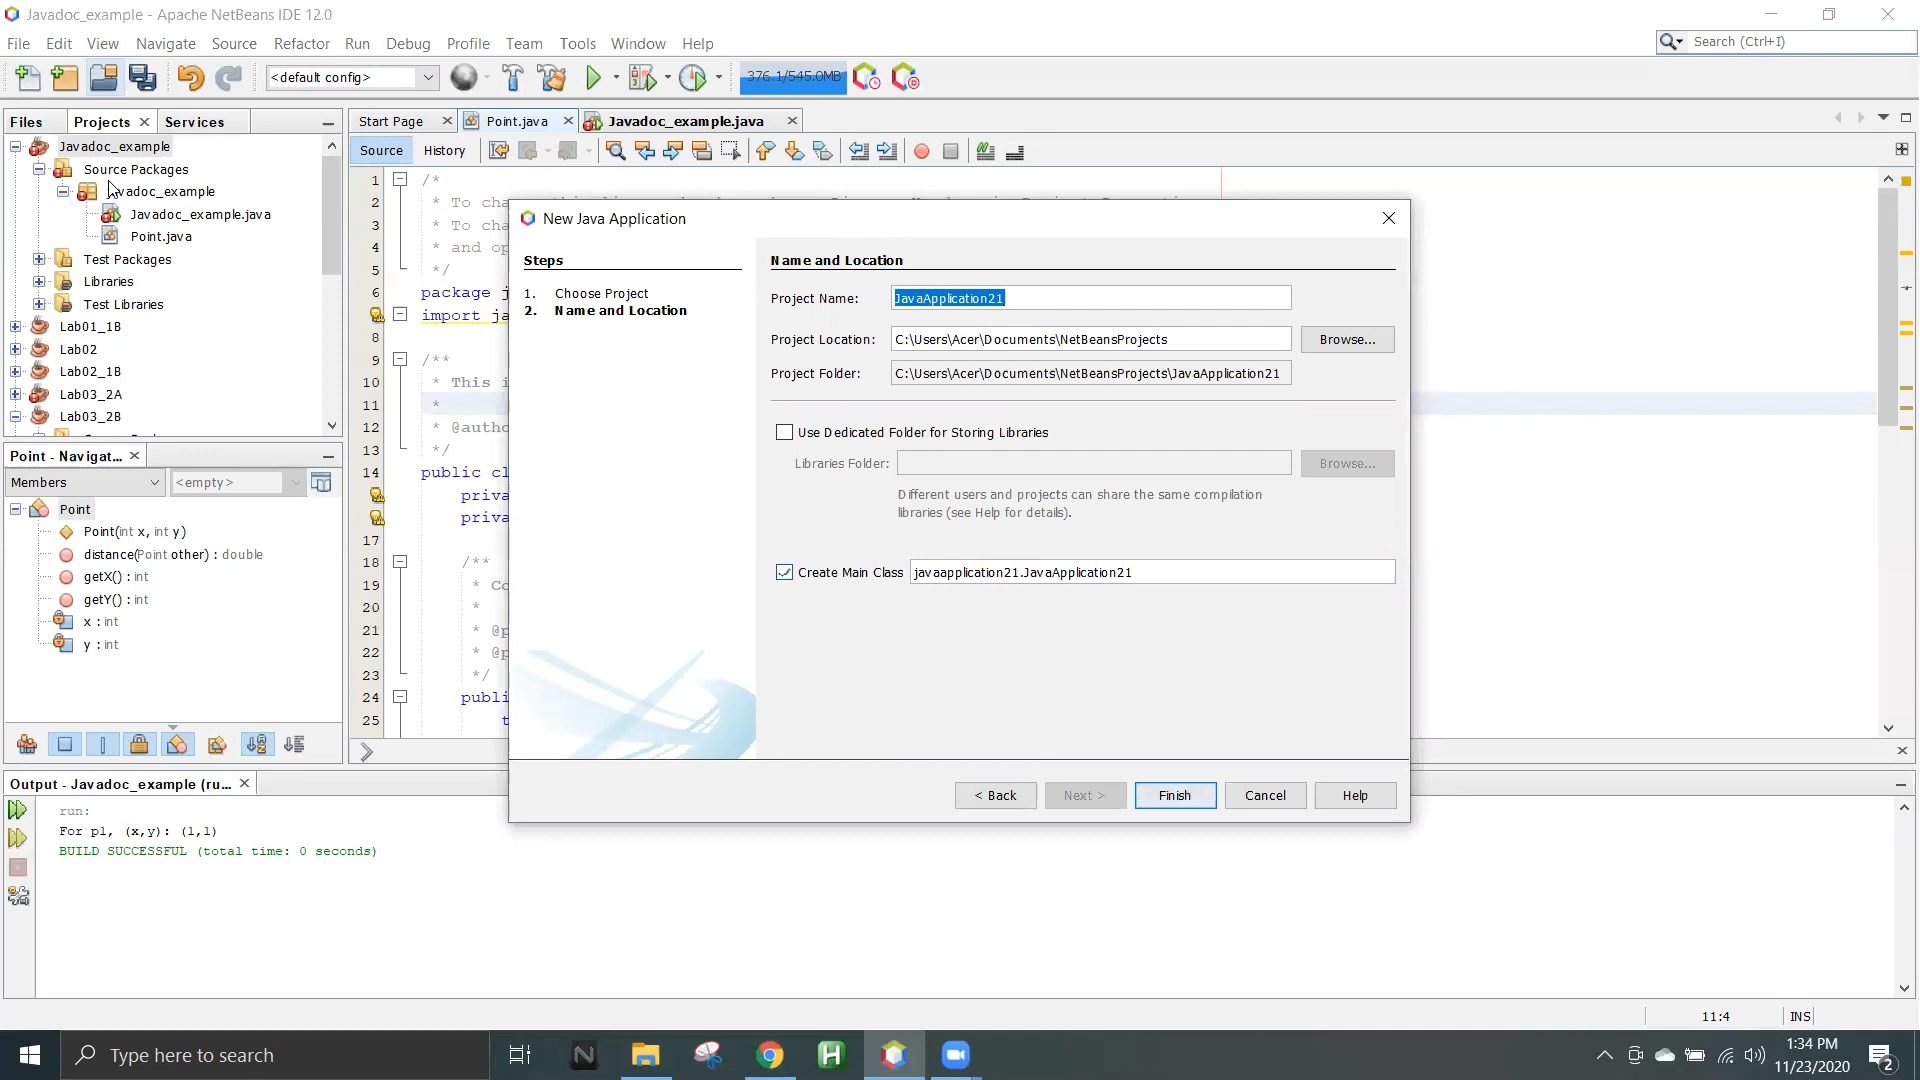 Javadoc_example - Apache NetBeans IDE 12.0
File Edit View Navigate Source Refactor Run Debug Profile Team Tools Window Help
Search (Ctrl+I)
<default config>
376.1/545.0MB
Files Projects Services
Start Page Point.java Javadoc_example.java
Source History
Javadoc_example
Source Packages
Javadoc_example.java
Point.java
Test Packages
Libraries
Test Libraries
Lab01_1B
Lab02
Lab02_1B
Lab03_2A
Lab03_2B
Point - Navigat...
Members <empty>
Point
Point(int x, int y)
distance(Point other) : double
getX() : int
getY() : int
x : int
y : int
1 /*
2
3 * To cha
4 * and op
5 */
6 package j
import ja
8
9 /**
10 * This i
11 *
12 * @autho
13 */
14 public cl
priva
priva
17
18 /**
19 * Co
20 *
21 * @p
22 * @p
23 */
24 publi
25 t
New Java Application
Steps
1. Choose Project
2. Name and Location
Name and Location
Project Name: JavaApplication21
Project Location: C:\Users\Acer\Documents\NetBeansProjects Browse...
Project Folder: C:\Users\Acer\Documents\NetBeansProjects\JavaApplication21
Use Dedicated Folder for Storing Libraries
Libraries Folder: Browse...
Different users and projects can share the same compilation
libraries (see Help for details).
Create Main Class javaapplication21.JavaApplication21
< Back Next > Finish Cancel Help
Output - Javadoc_example (ru...
run:
For p1, (x,y): (1,1)
BUILD SUCCESSFUL (total time: 0 seconds)
11:4 INS
Type here to search
1:34 PM
11/23/2020
2